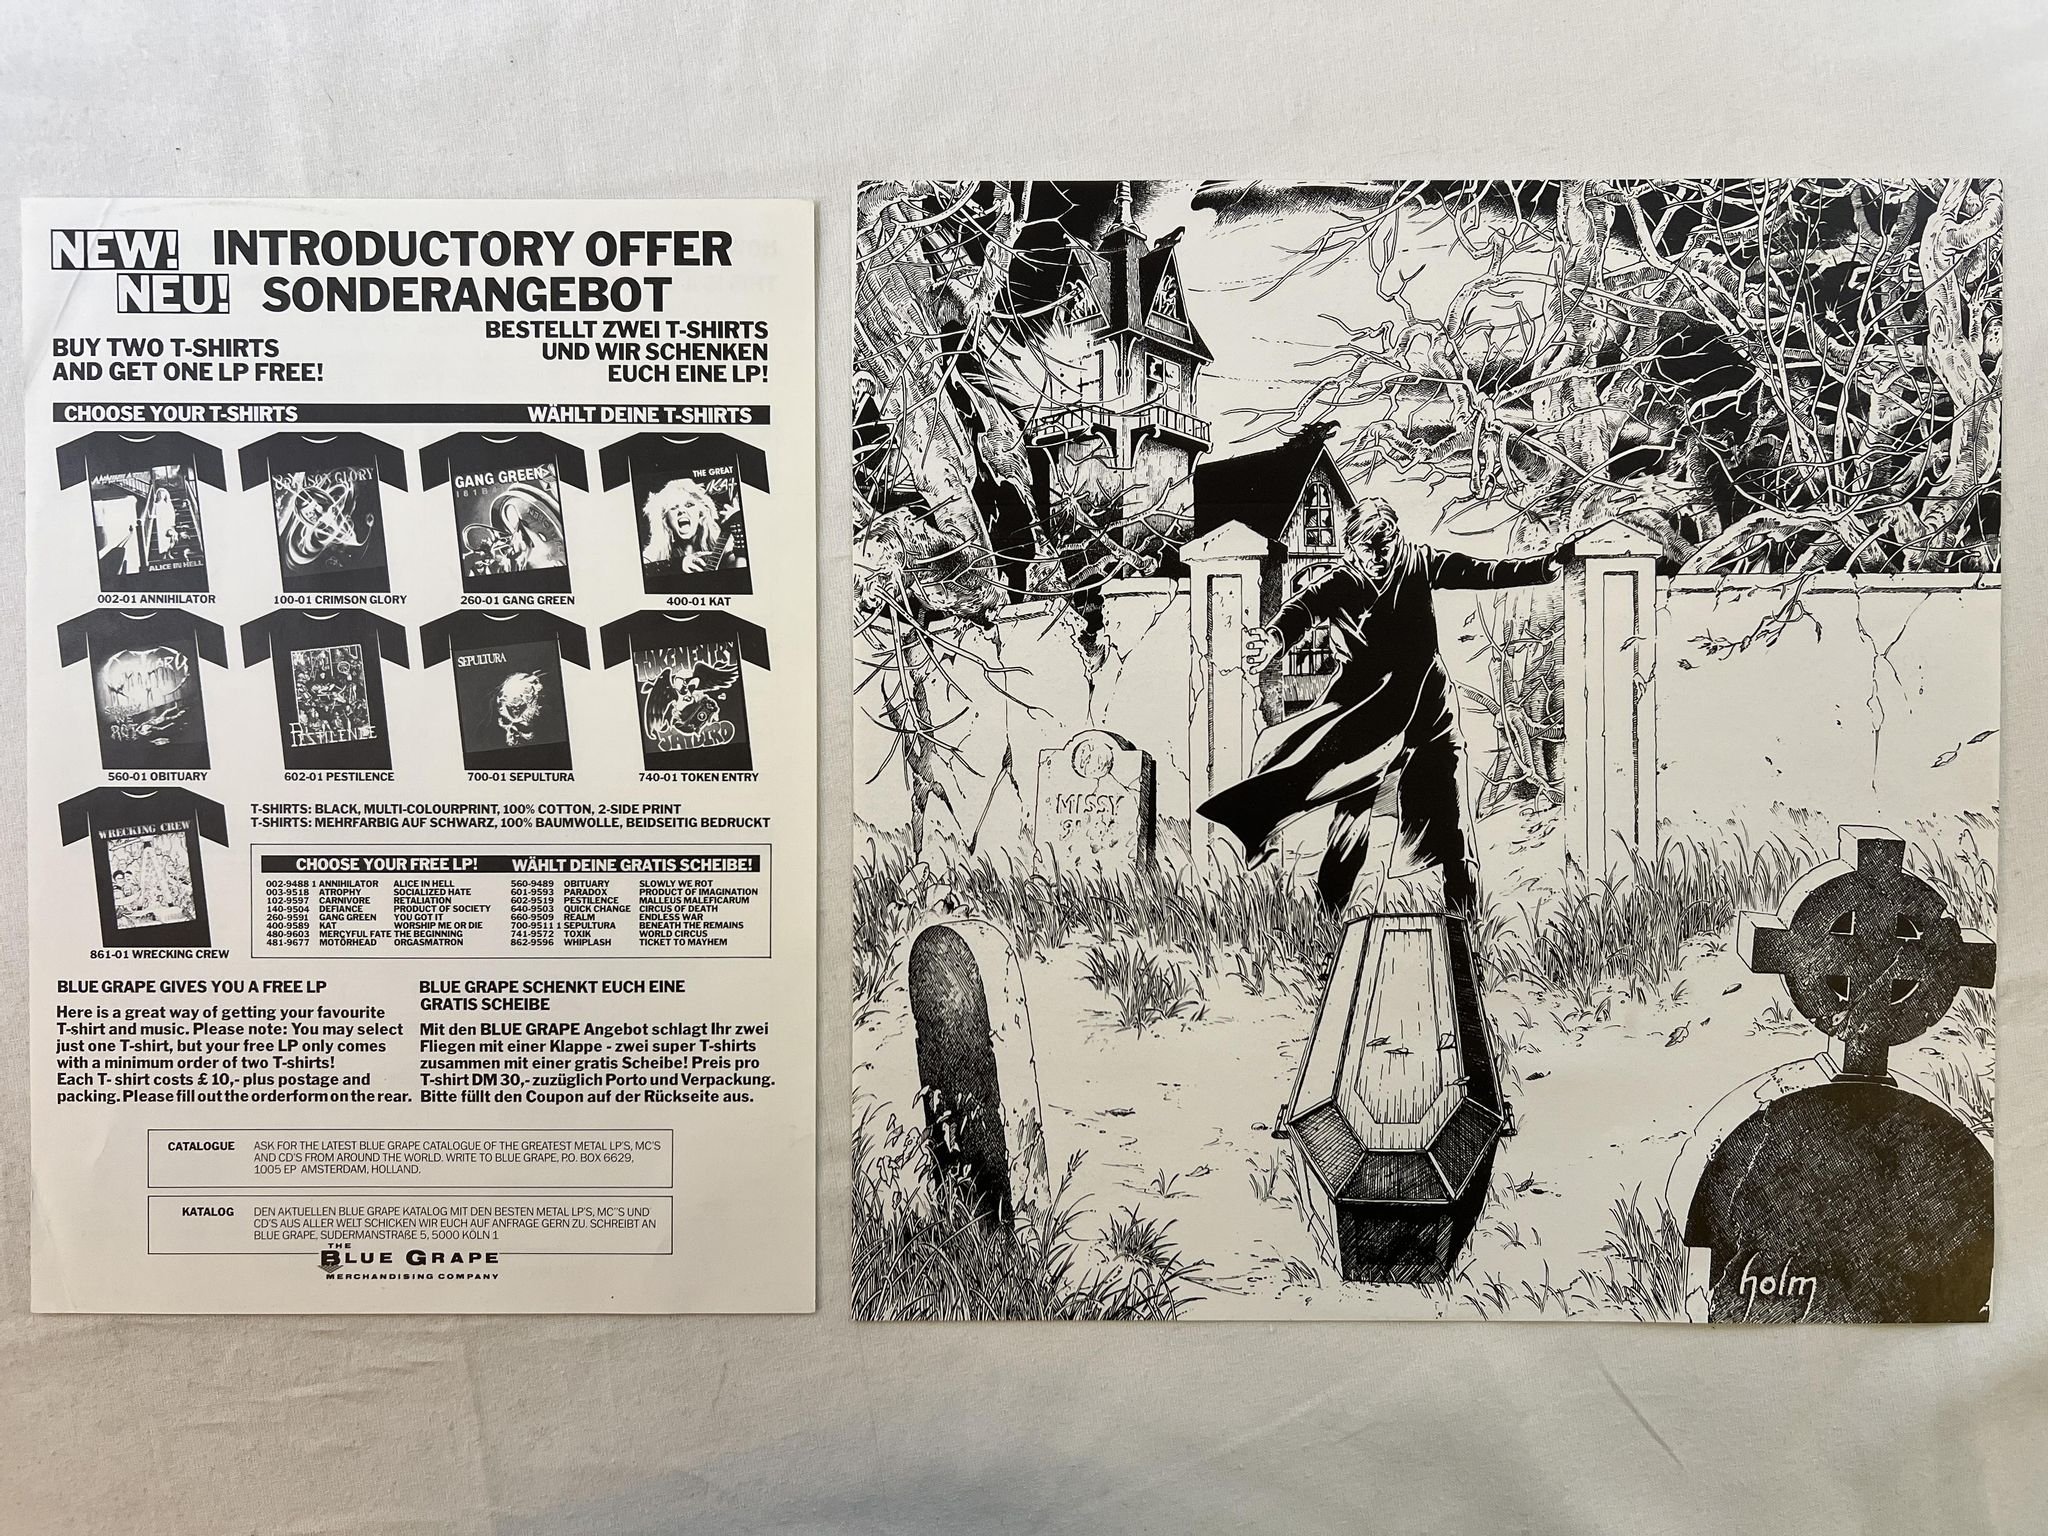 NEW! INTRODUCTORY OFFER
NEU! SONDERANGEBOT
BUY TWO T-SHIRTS
AND GET ONE LP FREE!
BESTELLT ZWEI T-SHIRTS
UND WIR SCHENKEN
EUCH EINE LP!
CHOOSE YOUR T-SHIRTS WÄHLT DEINE T-SHIRTS
ANNIHILATOR
ALICE IN HELL
CRIMSON GLORY
GANG GREEN
I81B4
THE GREAT
KAT
002-01 ANNIHILATOR 100-01 CRIMSON GLORY 260-01 GANG GREEN 400-01 KAT
OBITUARY
SLOWLY
WE
ROT
PESTILENCE
SEPULTURA
TOKEN ENTRY
JAYBIRD
560-01 OBITUARY 602-01 PESTILENCE 700-01 SEPULTURA 740-01 TOKEN ENTRY
WRECKING CREW
861-01 WRECKING CREW
T-SHIRTS: BLACK, MULTI-COLOURPRINT, 100% COTTON, 2-SIDE PRINT
T-SHIRTS: MEHRFARBIG AUF SCHWARZ, 100% BAUMWOLLE, BEIDSEITIG BEDRUCKT
CHOOSE YOUR FREE LP! WÄHLT DEINE GRATIS SCHEIBE!
002-9488 1 ANNIHILATOR ALICE IN HELL
003-9518 ATROPHY SOCIALIZED HATE
102-9597 CARNIVORE RETALIATION
140-9504 DEFIANCE PRODUCT OF SOCIETY
260-9591 GANG GREEN YOU GOT IT
400-9589 KAT WORSHIP ME OR DIE
480-9603 MERCYFUL FATE THE BEGINNING
481-9677 MOTÖRHEAD ORGASMATRON
560-9489 OBITUARY SLOWLY WE ROT
601-9593 PARADOX PRODUCT OF IMAGINATION
602-9519 PESTILENCE MALLEUS MALEFICARUM
640-9503 QUICK CHANGE CIRCUS OF DEATH
660-9509 REALM ENDLESS WAR
700-9511 1 SEPULTURA BENEATH THE REMAINS
741-9572 TOXIK WORLD CIRCUS
862-9596 WHIPLASH TICKET TO MAYHEM
BLUE GRAPE GIVES YOU A FREE LP
Here is a great way of getting your favourite
T-shirt and music. Please note: You may select
just one T-shirt, but your free LP only comes
with a minimum order of two T-shirts!
Each T- shirt costs £ 10,- plus postage and
packing. Please fill out the orderform on the rear.
BLUE GRAPE SCHENKT EUCH EINE
GRATIS SCHEIBE
Mit den BLUE GRAPE Angebot schlagt Ihr zwei
Fliegen mit einer Klappe - zwei super T-shirts
zusammen mit einer gratis Scheibe! Preis pro
T-shirt DM 30,- zuzüglich Porto und Verpackung.
Bitte füllt den Coupon auf der Rückseite aus.
CATALOGUE ASK FOR THE LATEST BLUE GRAPE CATALOGUE OF THE GREATEST METAL LP'S, MC'S
AND CD'S FROM AROUND THE WORLD. WRITE TO BLUE GRAPE, P.O. BOX 6629,
1005 EP AMSTERDAM, HOLLAND.
KATALOG DEN AKTUELLEN BLUE GRAPE KATALOG MIT DEN BESTEN METAL LP'S, MC"S UND
CD'S AUS ALLER WELT SCHICKEN WIR EUCH AUF ANFRAGE GERN ZU. SCHREIBT AN
BLUE GRAPE, SUDERMANSTRAßE 5, 5000 KÖLN 1
THE
BLUE GRAPE
MERCHANDISING COMPANY
MISSY
holm